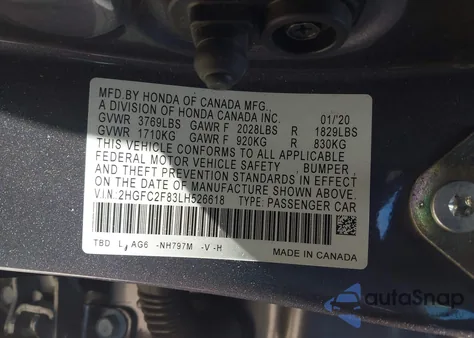 MFD BY HONDA OF CANADA MFG.,
A DIVISION OF HONDA CANADA INC. 01/'20
GVWR 3769LBS GAWR F 2028LBS R 1829LBS
GVWR 1710KG GAWR F 920KG R 830KG
THIS VEHICLE CONFORMS TO ALL APPLICABLE
FEDERAL MOTOR VEHICLE SAFETY, BUMPER,
AND THEFT PREVENTION STANDARDS IN EFFECT
ON THE DATE OF MANUFACTURE SHOWN ABOVE.
V.I.N: 2HGFC2F83LH526618 TYPE: PASSENGER CAR
TBD L AG6 -NH797M -V -H
MADE IN CANADA
autoSnap